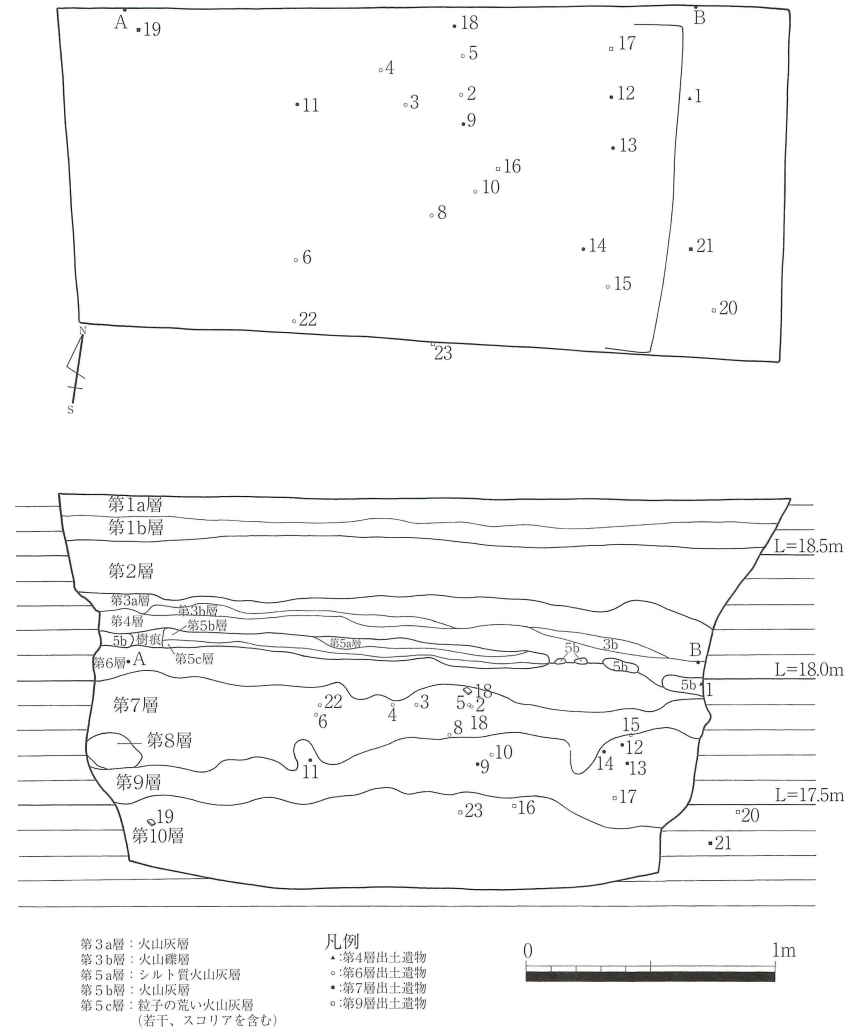 A
B
19
18
17
5
4
2
12
1
11
3
9
13
16
10
8
14
21
6
15
20
22
23
N
S
第1a層
第1b層
L=18.5m
第2層
第3a層
第3b層
第4層
第5b層
5b
樹痕
第5a層
5b
3b
B
第6層
A
第5c層
5b
L=18.0m
5b
1
第7層
22
4
3
5
18
2
6
18
8
15
第8層
12
10
14
11
9
13
第9層
17
L=17.5m
19
23
16
20
第10層
21
第3a層：火山灰層
第3b層：火山礫層
第5a層：シルト質火山灰層
第5b層：火山灰層
第5c層：粒子の荒い火山灰層
(若干、スコリアを含む)
凡例
▲:第4層出土遺物
○:第6層出土遺物
●:第7層出土遺物
□:第9層出土遺物
0
1m